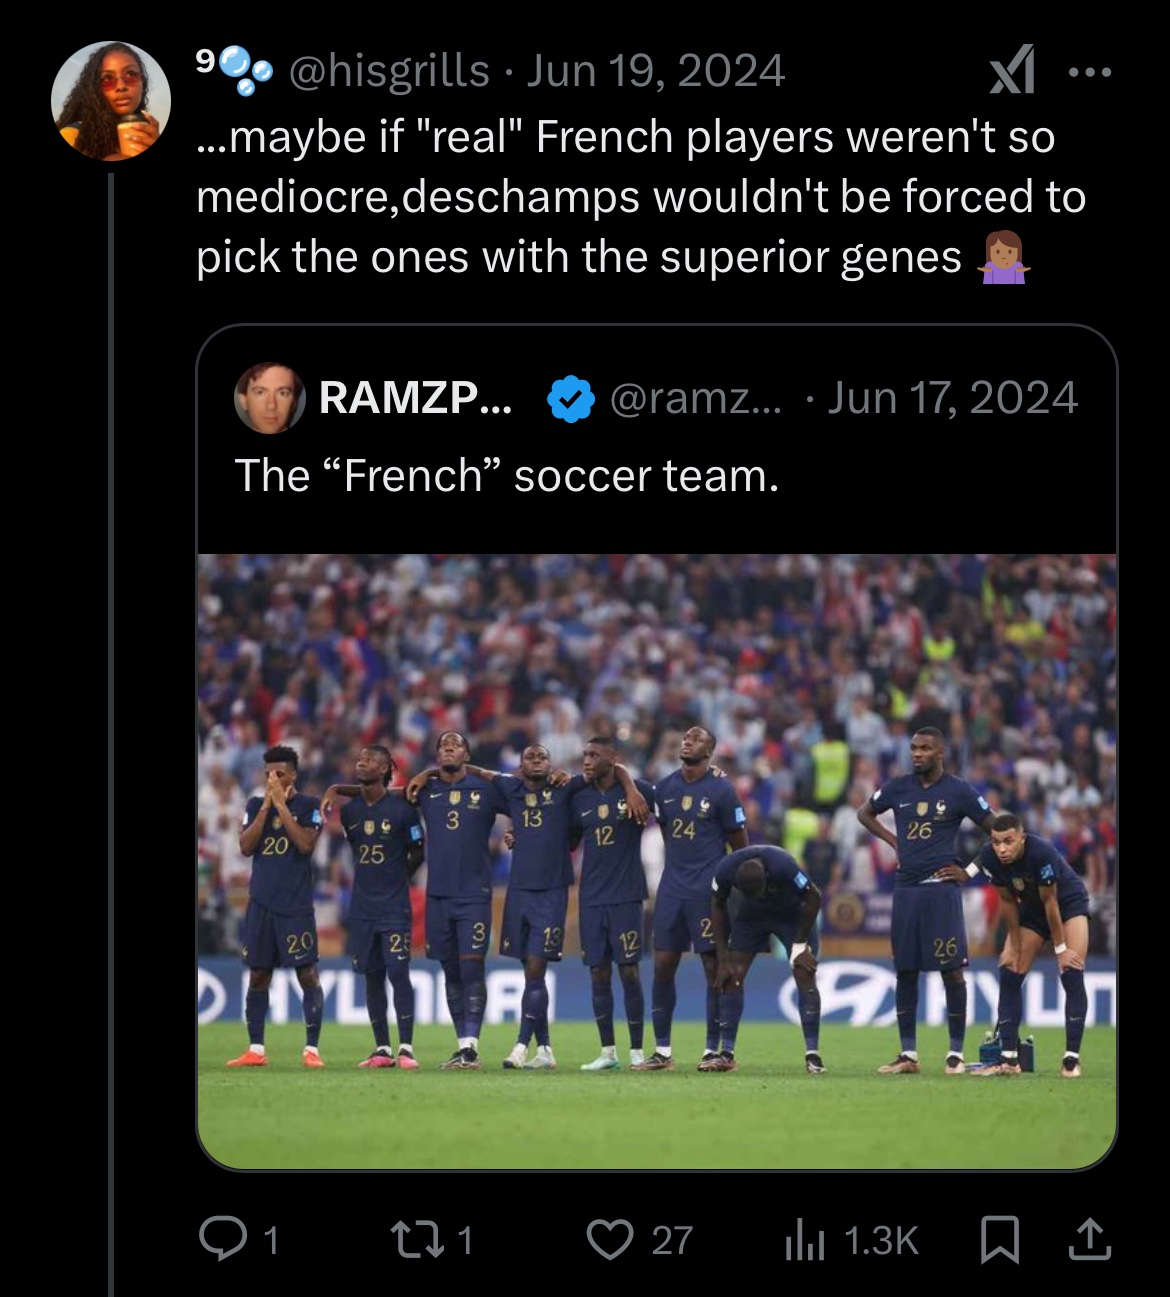 9🫧 @hisgrills · Jun 19, 2024
...maybe if "real" French players weren't so
mediocre,deschamps wouldn't be forced to
pick the ones with the superior genes 🤷🏽‍♀️
RAMZP... @ramz... · Jun 17, 2024
The “French” soccer team.
20 25 3 13 12 24 26
20 25 3 13 12 2 26
HYUNDAI HYUN
1 1 27 1.3K